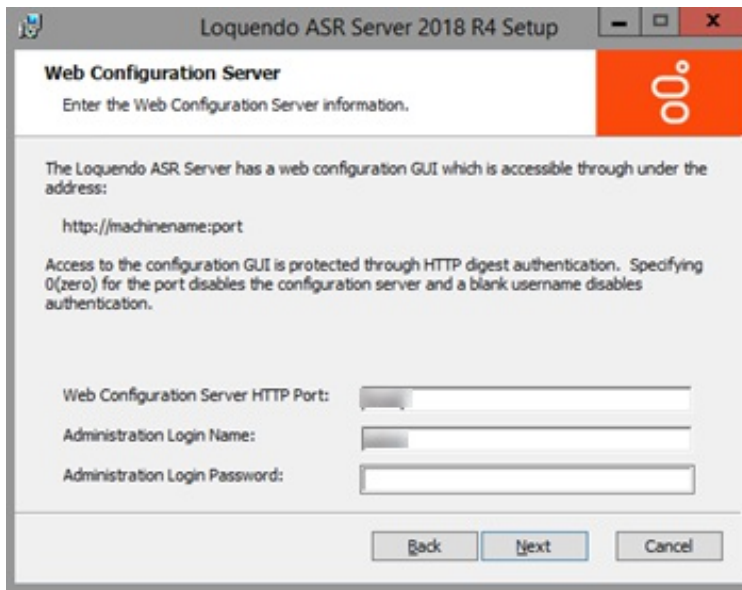 Loquendo ASR Server 2018 R4 Setup
Web Configuration Server
Enter the Web Configuration Server information.
The Loquendo ASR Server has a web configuration GUI which is accessible through under the
address:
http://machinename:port
Access to the configuration GUI is protected through HTTP digest authentication. Specifying
0(zero) for the port disables the configuration server and a blank username disables
authentication.
Web Configuration Server HTTP Port:
Administration Login Name:
Administration Login Password:
Back Next Cancel